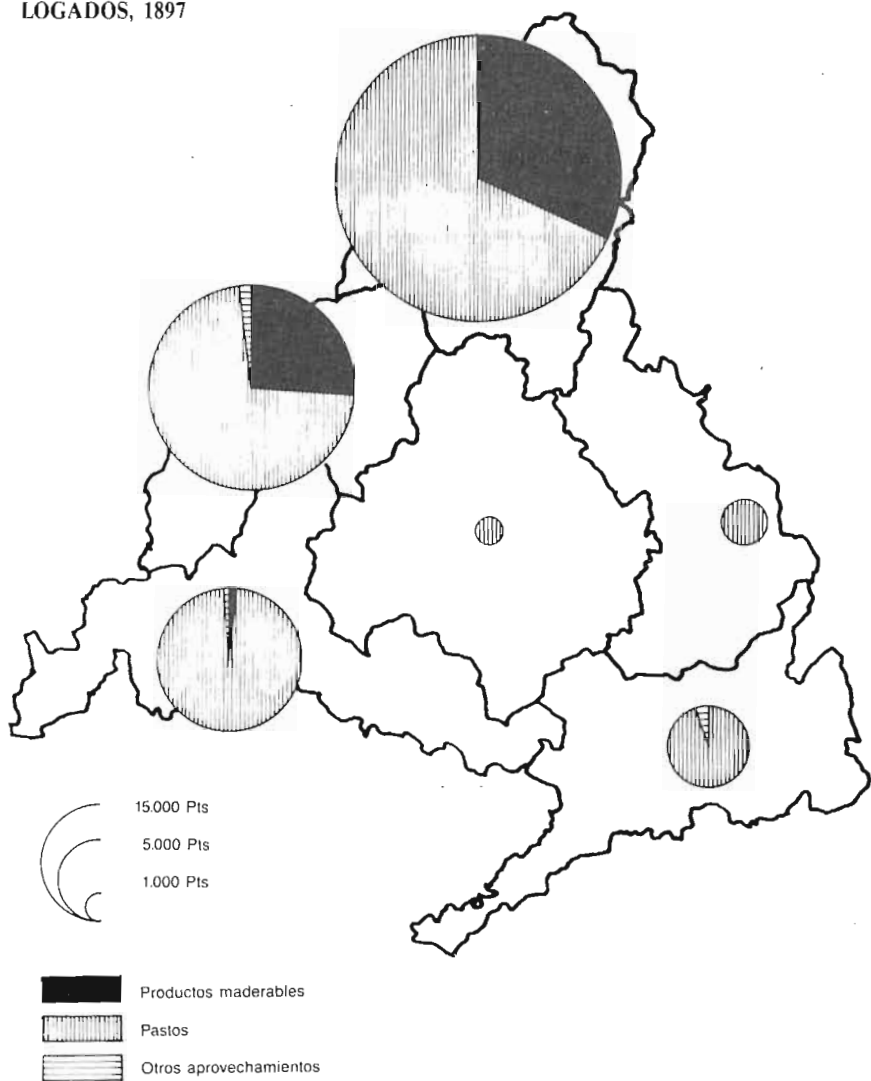 LOGADOS, 1897
15.000 Pts
5.000 Pts
1.000 Pts
Productos maderables
Pastos
Otros aprovechamientos